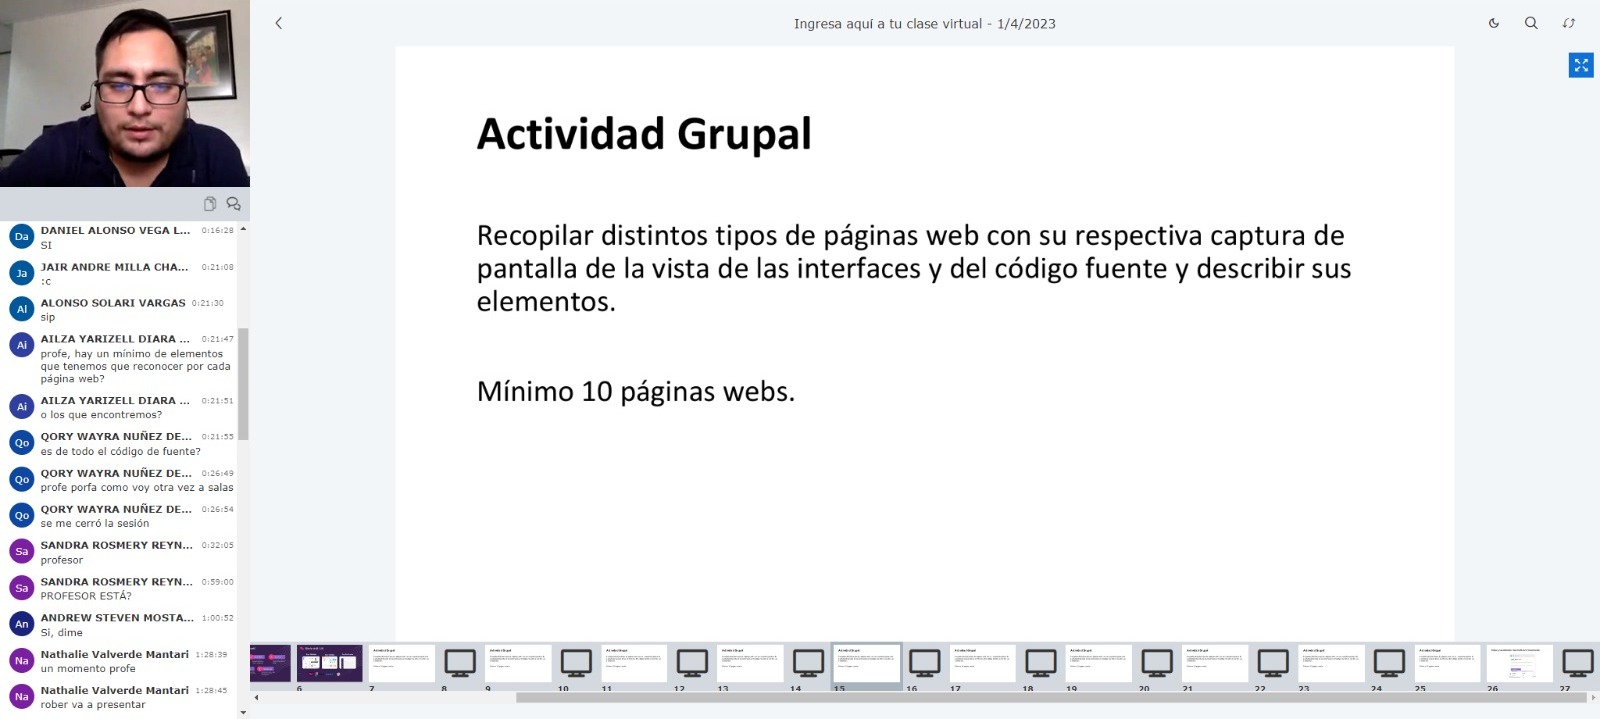 Ingresa aquí a tu clase virtual - 1/4/2023
DANIEL ALONSO VEGA L... 0:16:28
SI
JAIR ANDRE MILLA CHA... 0:21:08
:c
ALONSO SOLARI VARGAS 0:21:30
sip
AILZA YARIZELL DIARA ... 0:21:47
profe, hay un mínimo de elementos
que tenemos que reconocer por cada
página web?
AILZA YARIZELL DIARA ... 0:21:51
o los que encontremos?
QORY WAYRA NUÑEZ DE... 0:21:55
es de todo el código de fuente?
QORY WAYRA NUÑEZ DE... 0:26:49
profe porfa como voy otra vez a salas
QORY WAYRA NUÑEZ DE... 0:26:54
se me cerró la sesión
SANDRA ROSMERY REYN... 0:32:05
profesor
SANDRA ROSMERY REYN... 0:59:00
PROFESOR ESTÁ?
ANDREW STEVEN MOSTA... 1:00:52
Si, dime
Nathalie Valverde Mantari 1:28:39
un momento profe
Nathalie Valverde Mantari 1:28:45
rober va a presentar
Da
Ja
Al
Ai
Ai
Qo
Qo
Qo
Sa
Sa
An
Na
Na
Actividad Grupal
Recopilar distintos tipos de páginas web con su respectiva captura de
pantalla de la vista de las interfaces y del código fuente y describir sus
elementos.
Mínimo 10 páginas webs.
6 7 8 9 10 11 12 13 14 15 16 17 18 19 20 21 22 23 24 25 26 27